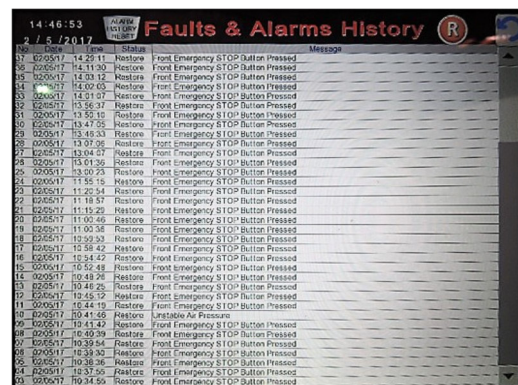 14:46:53
2 / 5 /2017
ALARM HISTORY RESET
Faults & Alarms History
R
No. Date Time Status Message
37 02/05/17 14:29:11 Restore Front Emergency STOP Button Pressed
36 02/05/17 14:11:30 Restore Front Emergency STOP Button Pressed
35 02/05/17 14:03:12 Restore Front Emergency STOP Button Pressed
34 02/05/17 14:02:05 Restore Front Emergency STOP Button Pressed
33 02/05/17 14:01:07 Restore Front Emergency STOP Button Pressed
32 02/05/17 13:56:37 Restore Front Emergency STOP Button Pressed
31 02/05/17 13:50:10 Restore Front Emergency STOP Button Pressed
30 02/05/17 13:47:05 Restore Front Emergency STOP Button Pressed
29 02/05/17 13:46:33 Restore Front Emergency STOP Button Pressed
28 02/05/17 13:07:06 Restore Front Emergency STOP Button Pressed
27 02/05/17 13:04:07 Restore Front Emergency STOP Button Pressed
26 02/05/17 13:01:36 Restore Front Emergency STOP Button Pressed
25 02/05/17 13:00:23 Restore Front Emergency STOP Button Pressed
24 02/05/17 11:55:15 Restore Front Emergency STOP Button Pressed
23 02/05/17 11:20:54 Restore Front Emergency STOP Button Pressed
22 02/05/17 11:18:57 Restore Front Emergency STOP Button Pressed
21 02/05/17 11:15:29 Restore Front Emergency STOP Button Pressed
20 02/05/17 11:00:46 Restore Front Emergency STOP Button Pressed
19 02/05/17 11:00:38 Restore Front Emergency STOP Button Pressed
18 02/05/17 10:59:53 Restore Front Emergency STOP Button Pressed
17 02/05/17 10:58:42 Restore Front Emergency STOP Button Pressed
16 02/05/17 10:54:42 Restore Front Emergency STOP Button Pressed
15 02/05/17 10:52:48 Restore Front Emergency STOP Button Pressed
14 02/05/17 10:48:26 Restore Front Emergency STOP Button Pressed
13 02/05/17 10:46:25 Restore Front Emergency STOP Button Pressed
12 02/05/17 10:45:12 Restore Front Emergency STOP Button Pressed
11 02/05/17 10:44:19 Restore Front Emergency STOP Button Pressed
10 02/05/17 10:41:46 Restore Unstable Air Pressure
09 02/05/17 10:41:42 Restore Front Emergency STOP Button Pressed
08 02/05/17 10:40:39 Restore Front Emergency STOP Button Pressed
07 02/05/17 10:39:54 Restore Front Emergency STOP Button Pressed
06 02/05/17 10:39:30 Restore Front Emergency STOP Button Pressed
05 02/05/17 10:38:36 Restore Front Emergency STOP Button Pressed
04 02/05/17 10:37:55 Restore Front Emergency STOP Button Pressed
03 02/05/17 10:34:55 Restore Front Emergency STOP Button Pressed